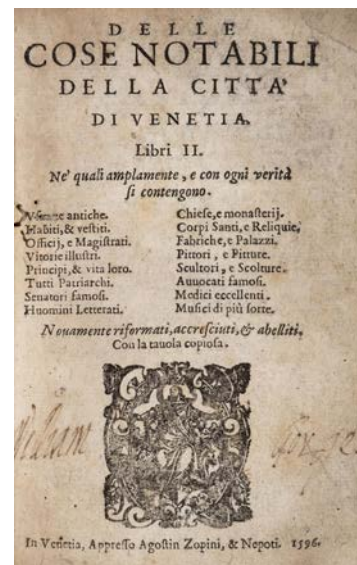 DELLE
COSE NOTABILI
DELLA CITTA'
DI VENETIA,
Libri II.
Ne' quali amplamente, e con ogni verità
si contengono.
antiche.
Habiti, & vestiti.
Officij, e Magistrati.
Vitorie illustri.
Principi, & vita loro.
Tutti Patriarchi.
Senatori famosi.
Huomini Letterati.
Chiese, e monasterij.
Corpi Santi, e Reliquie,
Fabriche, e Palazzi.
Pittori, e Pitture.
Scultori, e Scolture.
Auuocati famosi.
Medici eccellenti.
Musici di più sorte.
Nouamente riformati, accresciuti, & abelliti.
Con la tauola copiosa.
In Venetia, Appresso Agostin Zopini, & Nepoti. 1596.